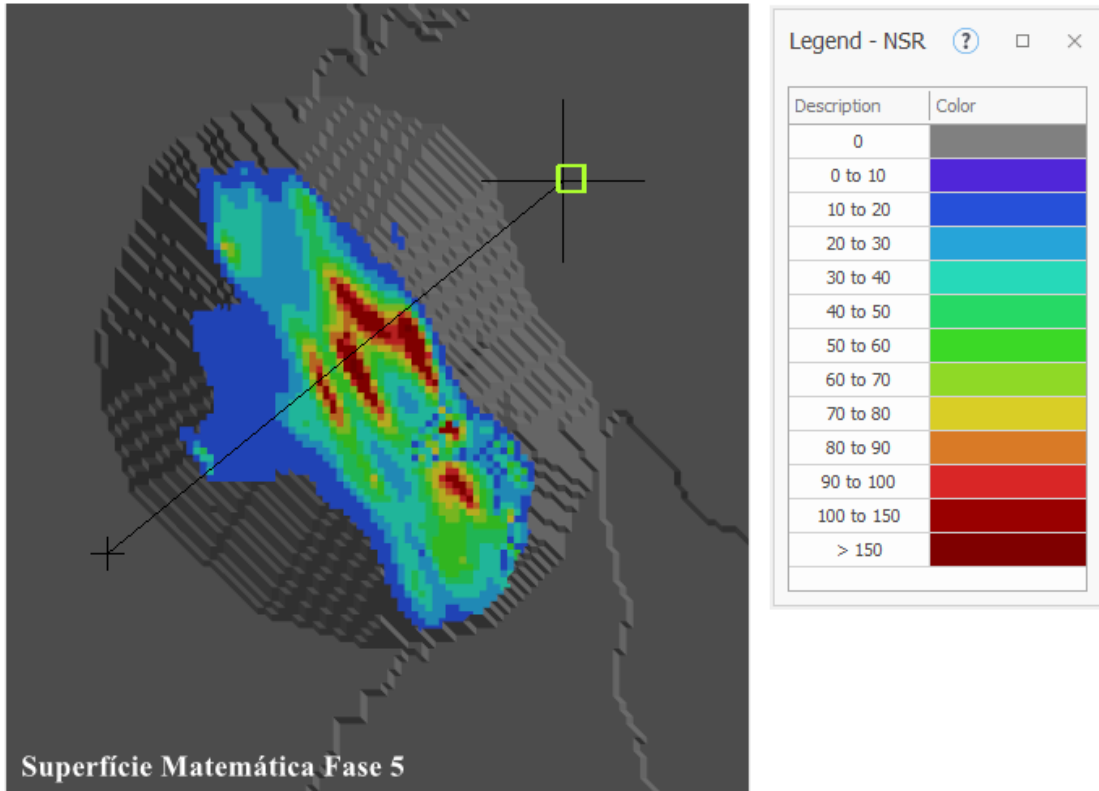 Legend - NSR ?
Description Color
0
0 to 10
10 to 20
20 to 30
30 to 40
40 to 50
50 to 60
60 to 70
70 to 80
80 to 90
90 to 100
100 to 150
> 150
Superfície Matemática Fase 5